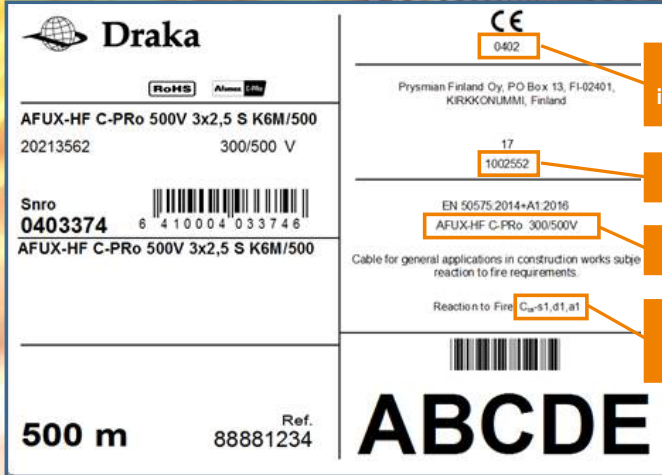 Draka
RoHS Afumex C-PRo
AFUX-HF C-PRo 500V 3x2,5 S K6M/500
20213562 300/500 V
Snro
0403374
6 410004 033746
AFUX-HF C-PRo 500V 3x2,5 S K6M/500
500 m
Ref.
88881234
CE
0402
Prysmian Finland Oy, PO Box 13, FI-02401,
KIRKKONUMMI, Finland
17
1002552
EN 50575:2014+A1:2016
AFUX-HF C-PRo 300/500V
Cable for general applications in construction works subje
reaction to fire requirements.
Reaction to Fire Cca-s1,d1,a1
ABCDE
i